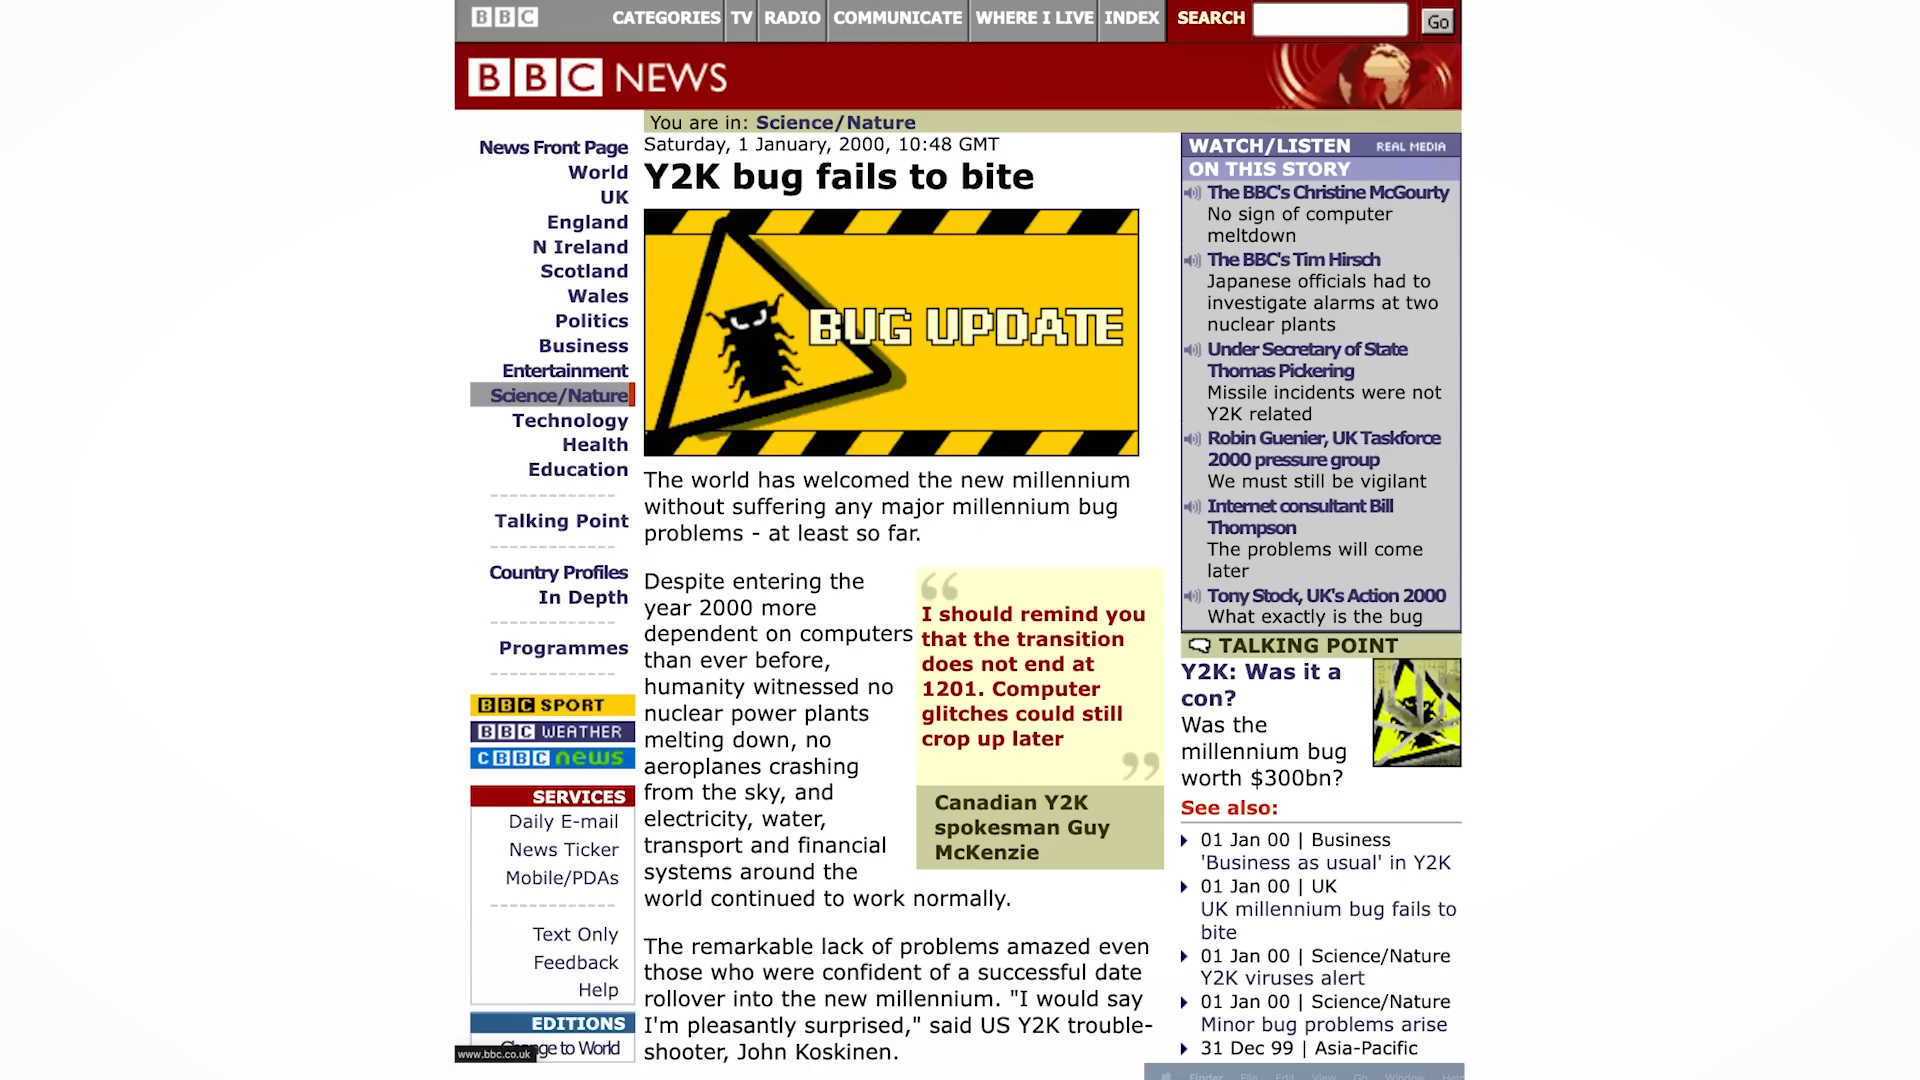 BBC CATEGORIES TV RADIO COMMUNICATE WHERE I LIVE INDEX SEARCH Go
BBC NEWS
You are in: Science/Nature
News Front Page
World
UK
England
N Ireland
Scotland
Wales
Politics
Business
Entertainment
Science/Nature
Technology
Health
Education
Talking Point
Country Profiles
In Depth
Programmes
BBC SPORT
BBC WEATHER
CBBC news
SERVICES
Daily E-mail
News Ticker
Mobile/PDAs
Text Only
Feedback
Help
EDITIONS
Change to World
www.bbc.co.uk
Saturday, 1 January, 2000, 10:48 GMT
Y2K bug fails to bite
BUG UPDATE
The world has welcomed the new millennium
without suffering any major millennium bug
problems - at least so far.
Despite entering the
year 2000 more
dependent on computers
than ever before,
humanity witnessed no
nuclear power plants
melting down, no
aeroplanes crashing
from the sky, and
electricity, water,
transport and financial
systems around the
world continued to work normally.
“
I should remind you
that the transition
does not end at
1201. Computer
glitches could still
crop up later
”
Canadian Y2K
spokesman Guy
McKenzie
The remarkable lack of problems amazed even
those who were confident of a successful date
rollover into the new millennium. "I would say
I'm pleasantly surprised," said US Y2K trouble-
shooter, John Koskinen.
WATCH/LISTEN REAL MEDIA
ON THIS STORY
The BBC's Christine McGourty
No sign of computer
meltdown
The BBC's Tim Hirsch
Japanese officials had to
investigate alarms at two
nuclear plants
Under Secretary of State
Thomas Pickering
Missile incidents were not
Y2K related
Robin Guenier, UK Taskforce
2000 pressure group
We must still be vigilant
Internet consultant Bill
Thompson
The problems will come
later
Tony Stock, UK's Action 2000
What exactly is the bug
TALKING POINT
Y2K: Was it a
con?
Was the
millennium bug
worth $300bn?
See also:
01 Jan 00 | Business
'Business as usual' in Y2K
01 Jan 00 | UK
UK millennium bug fails to
bite
01 Jan 00 | Science/Nature
Y2K viruses alert
01 Jan 00 | Science/Nature
Minor bug problems arise
31 Dec 99 | Asia-Pacific
Finder File Edit View Go Window Help